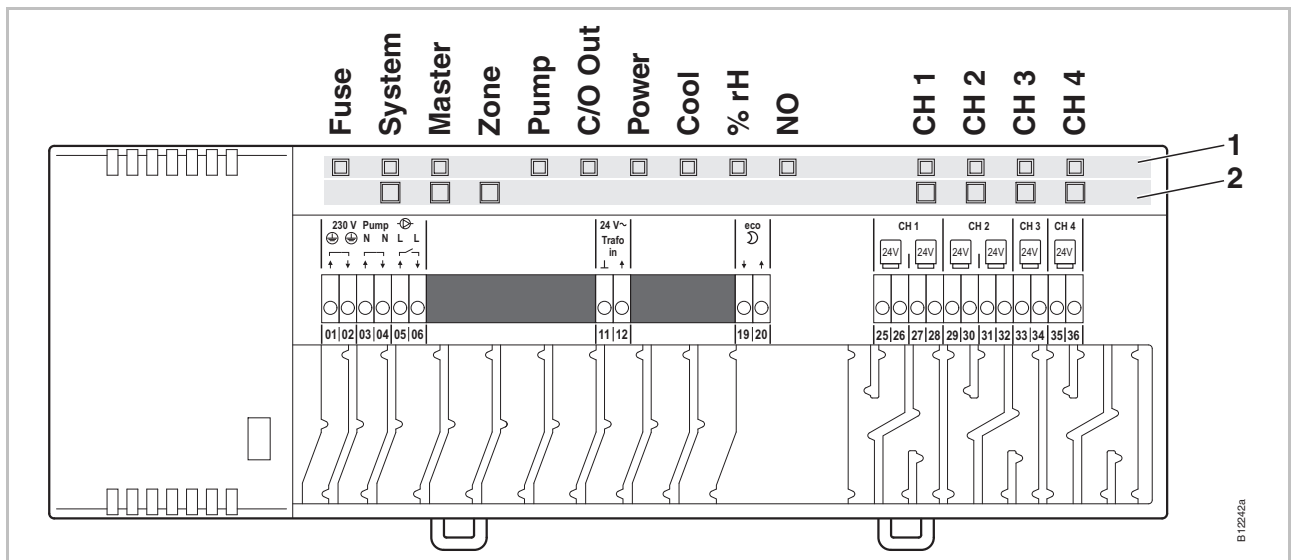 Fuse System Master Zone Pump C/O Out Power Cool % rH NO CH 1 CH 2 CH 3 CH 4
1
2
230 V Pump 24 V~ eco CH 1 CH 2 CH 3 CH 4
N N L L Trafo 24V 24V 24V 24V 24V 24V
in
01 02 03 04 05 06 11 12 19 20 25 26 27 28 29 30 31 32 33 34 35 36
B12242a